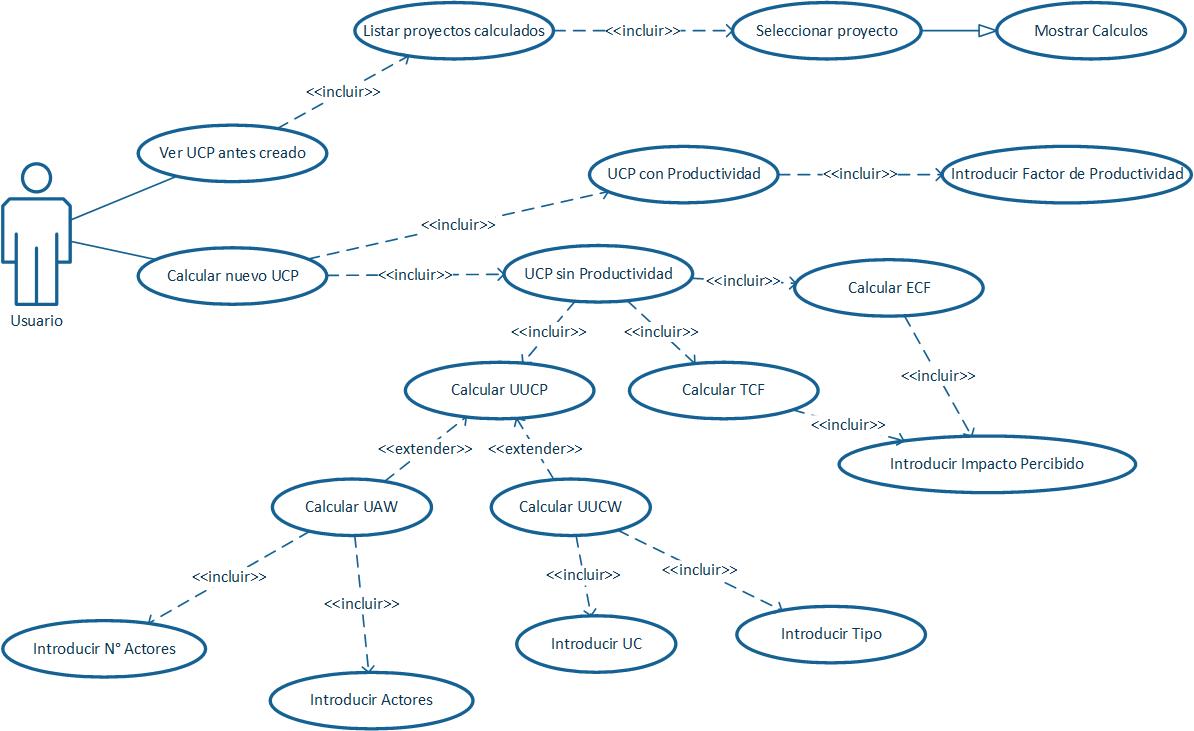 Listar proyectos calculados
<<incluir>>
Seleccionar proyecto
Mostrar Calculos
<<incluir>>
Ver UCP antes creado
UCP con Productividad
<<incluir>>
Introducir Factor de Productividad
<<incluir>>
Calcular nuevo UCP
<<incluir>>
UCP sin Productividad
<<incluir>>
Calcular ECF
Usuario
<<incluir>>
<<incluir>>
<<incluir>>
Calcular UUCP
Calcular TCF
<<incluir>>
<<extender>>
<<extender>>
Introducir Impacto Percibido
Calcular UAW
Calcular UUCW
<<incluir>>
<<incluir>>
<<incluir>>
<<incluir>>
Introducir N° Actores
Introducir UC
Introducir Tipo
Introducir Actores